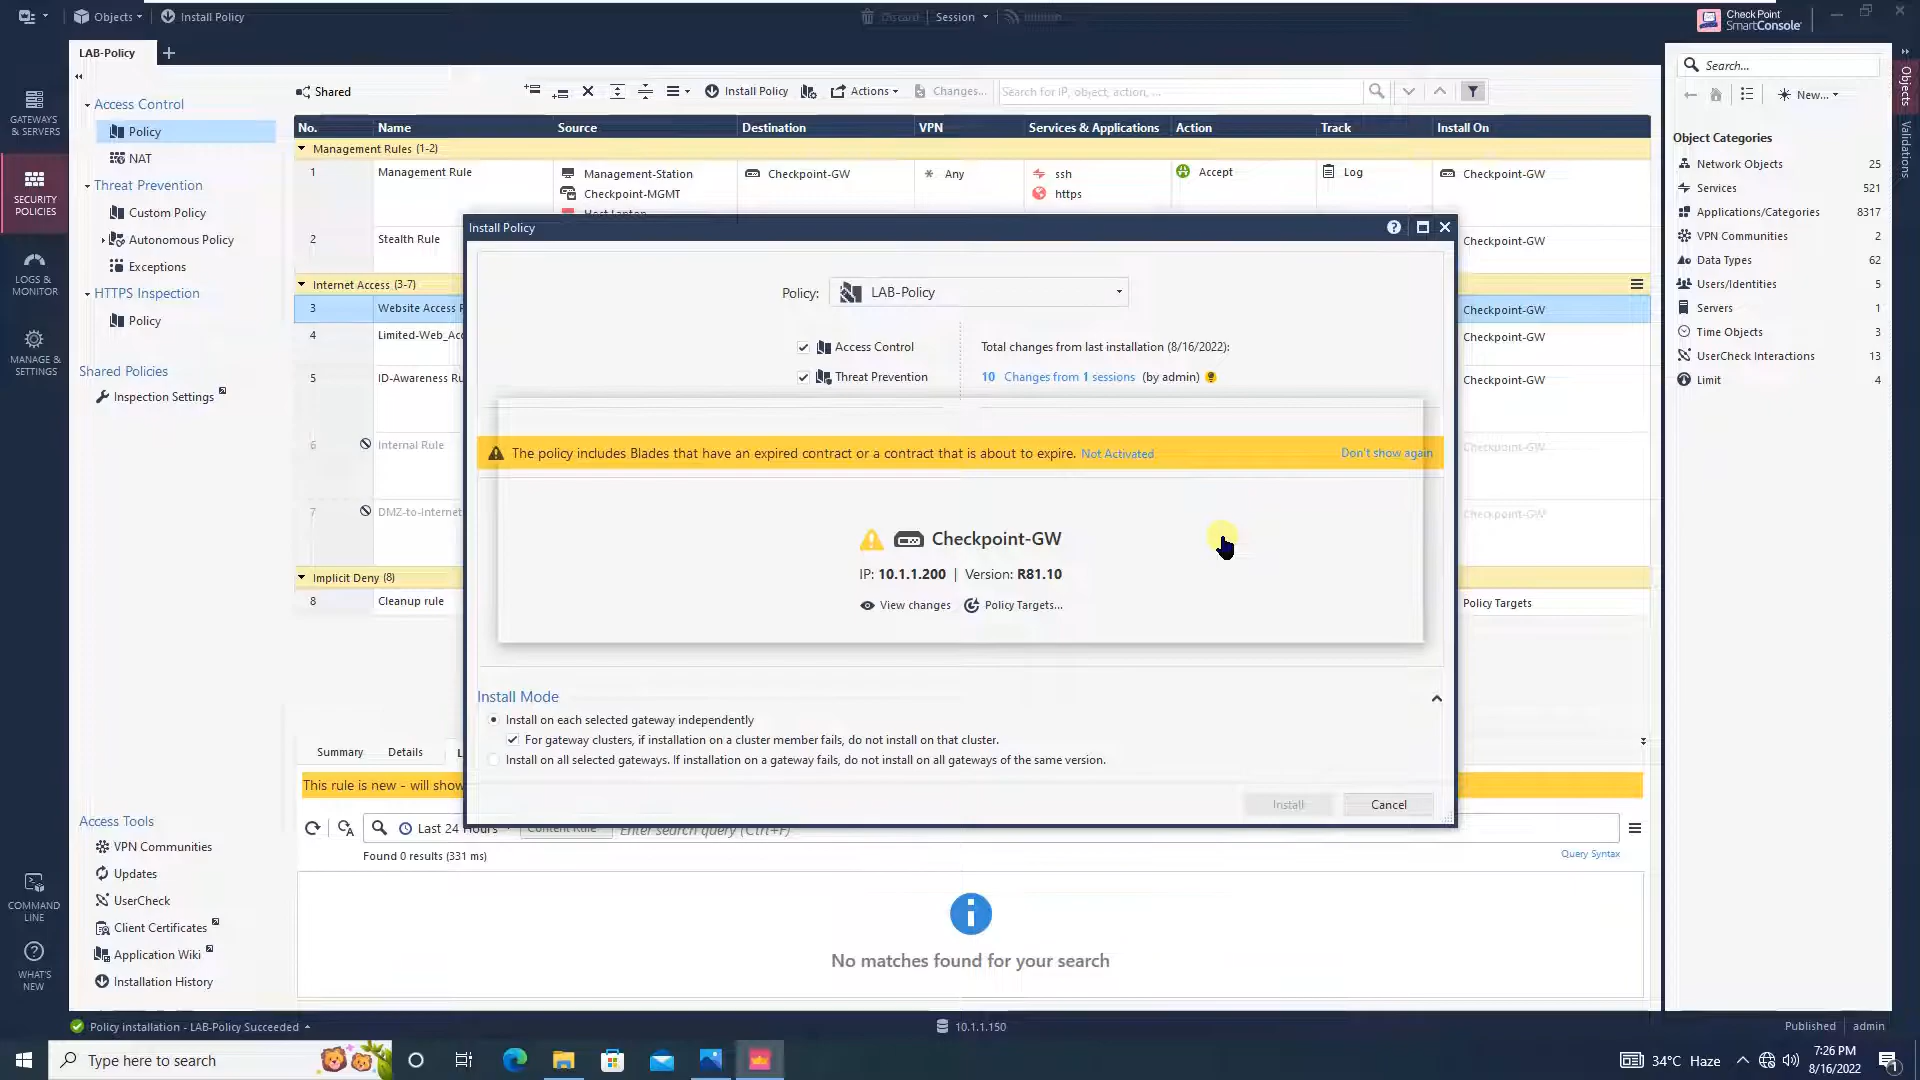 Objects
Install Policy
Discard
Session
Check Point
SmartConsole
LAB-Policy
GATEWAYS
& SERVERS
SECURITY
POLICIES
LOGS &
MONITOR
MANAGE &
SETTINGS
COMMAND
LINE
WHAT'S
NEW
Access Control
Policy
NAT
Threat Prevention
Custom Policy
Autonomous Policy
Exceptions
HTTPS Inspection
Policy
Shared Policies
Inspection Settings
Access Tools
VPN Communities
Updates
UserCheck
Client Certificates
Application Wiki
Installation History
Shared
Install Policy
Actions
Changes...
Search for IP, object, action, ...
No. Name Source Destination VPN Services & Applications Action Track Install On
Management Rules (1-2)
1 Management Rule Management-Station Checkpoint-GW Any ssh Accept Log Checkpoint-GW
Checkpoint-MGMT https
Host laptop
2 Stealth Rule Checkpoint-GW
Internet Access (3-7)
3 Website Access Checkpoint-GW
4 Limited-Web_Acc Checkpoint-GW
5 ID-Awareness Ru Checkpoint-GW
6 Internal Rule Checkpoint-GW
7 DMZ-to-Internet Checkpoint-GW
Implicit Deny (8)
8 Cleanup rule Policy Targets
Install Policy
Policy: LAB-Policy
Access Control
Threat Prevention
Total changes from last installation (8/16/2022):
10 Changes from 1 sessions (by admin)
The policy includes Blades that have an expired contract or a contract that is about to expire. Not Activated Don't show again
Checkpoint-GW
IP: 10.1.1.200 | Version: R81.10
View changes Policy Targets...
Install Mode
Install on each selected gateway independently
For gateway clusters, if installation on a cluster member fails, do not install on that cluster.
Install on all selected gateways. If installation on a gateway fails, do not install on all gateways of the same version.
Install Cancel
Summary Details L
This rule is new - will show
Last 24 Hours Enter search query (Ctrl+F)
Found 0 results (331 ms)
Query Syntax
No matches found for your search
Search...
New...
Object Categories
Network Objects 25
Services 521
Applications/Categories 8317
VPN Communities 2
Data Types 62
Users/Identities 5
Servers 1
Time Objects 3
UserCheck Interactions 13
Limit 4
Objects
Validations
Policy installation - LAB-Policy Succeeded
10.1.1.150
Published admin
Type here to search
34°C Haze
7:26 PM
8/16/2022
1